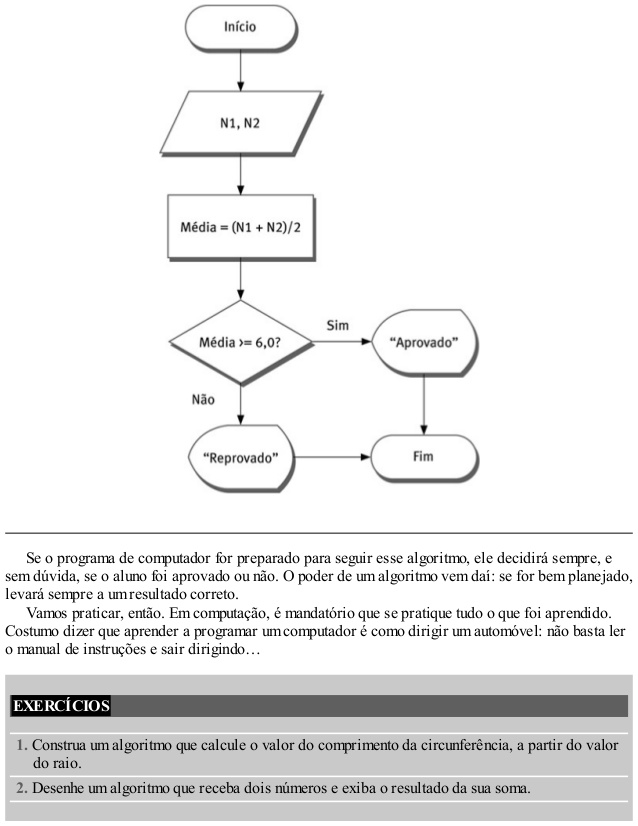 Início
N1, N2
Média = (N1 + N2)/2
Média >= 6,0?
Sim
“Aprovado”
Não
“Reprovado”
Fim
Se o programa de computador for preparado para seguir esse algoritmo, ele decidirá sempre, e
sem dúvida, se o aluno foi aprovado ou não. O poder de um algoritmo vem daí: se for bem planejado,
levará sempre a um resultado correto.
Vamos praticar, então. Em computação, é mandatório que se pratique tudo o que foi aprendido.
Costumo dizer que aprender a programar um computador é como dirigir um automóvel: não basta ler
o manual de instruções e sair dirigindo…
EXERCÍCIOS
1. Construa um algoritmo que calcule o valor do comprimento da circunferência, a partir do valor
do raio.
2. Desenhe um algoritmo que receba dois números e exiba o resultado da sua soma.